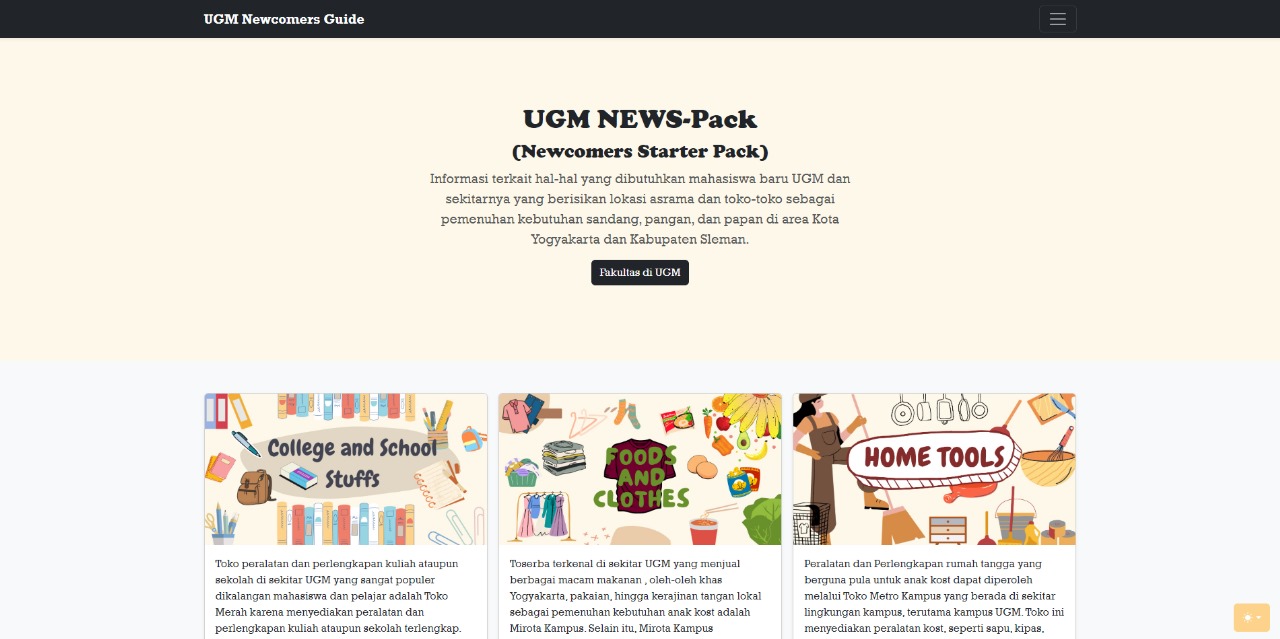 UGM Newcomers Guide
UGM NEWS-Pack
(Newcomers Starter Pack)
Informasi terkait hal-hal yang dibutuhkan mahasiswa baru UGM dan
sekitarnya yang berisikan lokasi asrama dan toko-toko sebagai
pemenuhan kebutuhan sandang, pangan, dan papan di area Kota
Yogyakarta dan Kabupaten Sleman.
Fakultas di UGM
College and School
Stuffs
Toko peralatan dan perlengkapan kuliah ataupun
sekolah di sekitar UGM yang sangat populer
dikalangan mahasiswa dan pelajar adalah Toko
Merah karena menyediakan peralatan dan
perlengkapan kuliah ataupun sekolah terlengkap.
FOODS
AND
CLOTHES
Toserba terkenal di sekitar UGM yang menjual
berbagai macam makanan , oleh-oleh khas
Yogyakarta, pakaian, hingga kerajinan tangan lokal
sebagai pemenuhan kebutuhan anak kost adalah
Mirota Kampus. Selain itu, Mirota Kampus
HOME TOOLS
Peralatan dan Perlengkapan rumah tangga yang
berguna pula untuk anak kost dapat diperoleh
melalui Toko Metro Kampus yang berada di sekitar
lingkungan kampus, terutama kampus UGM. Toko ini
menyediakan peralatan kost, seperti sapu, kipas,